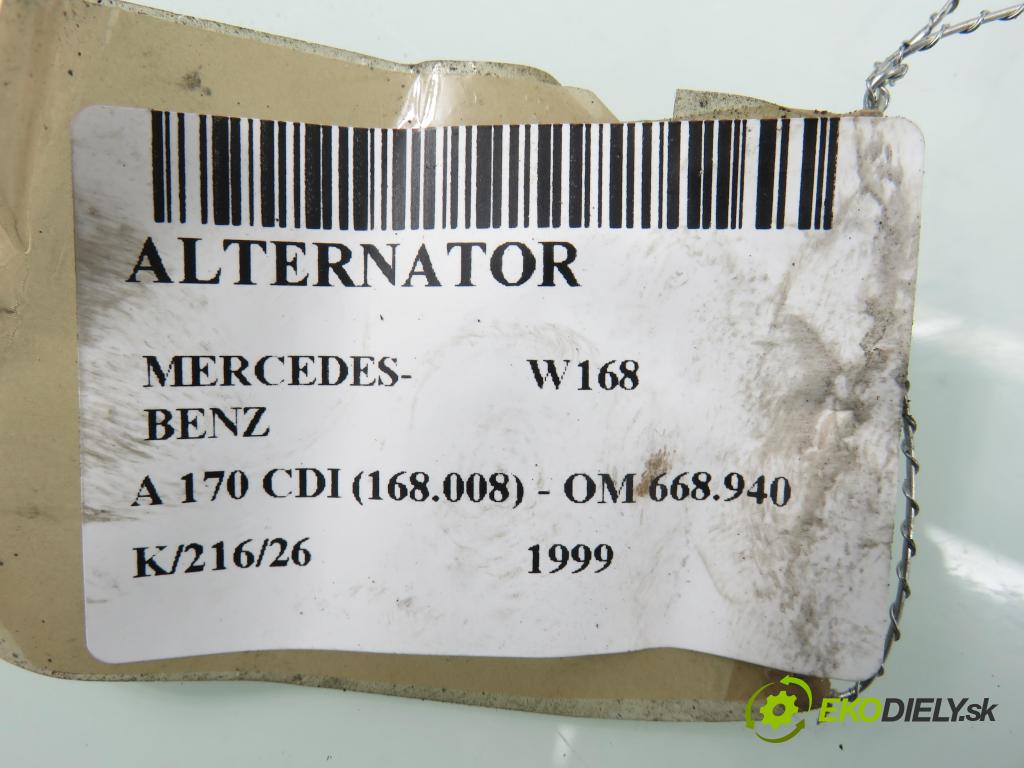 ALTERNATOR
MERCEDES- W168
BENZ
A 170 CDI (168.008) - OM 668.940
K/216/26 1999
EKODIELY.sk